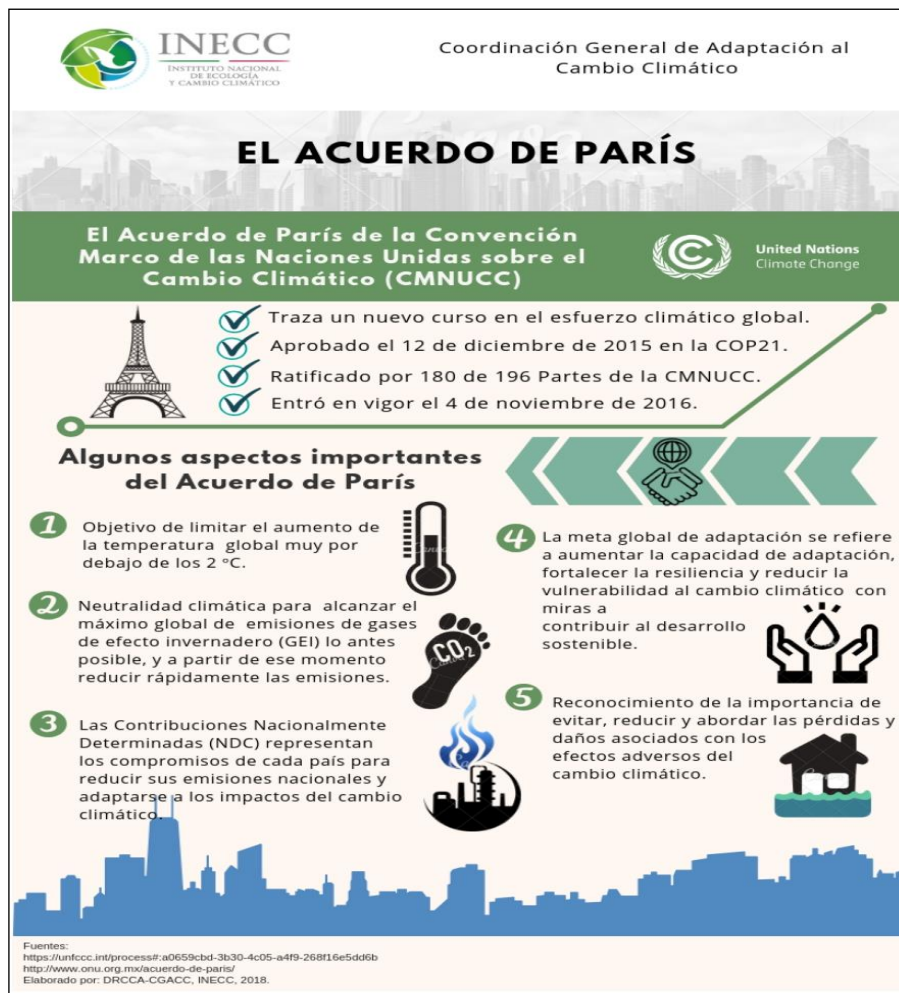 INECC
INSTITUTO NACIONAL
DE ECOLOGÍA
Y CAMBIO CLIMÁTICO
Coordinación General de Adaptación al
Cambio Climático
EL ACUERDO DE PARÍS
El Acuerdo de París de la Convención
Marco de las Naciones Unidas sobre el
Cambio Climático (CMNUCC)
United Nations
Climate Change
Traza un nuevo curso en el esfuerzo climático global.
Aprobado el 12 de diciembre de 2015 en la COP21.
Ratificado por 180 de 196 Partes de la CMNUCC.
Entró en vigor el 4 de noviembre de 2016.
Algunos aspectos importantes
del Acuerdo de París
1
Objetivo de limitar el aumento de
la temperatura global muy por
debajo de los 2 °C.
2
Neutralidad climática para alcanzar el
máximo global de emisiones de gases
de efecto invernadero (GEI) lo antes
posible, y a partir de ese momento
reducir rápidamente las emisiones.
CO2
3
Las Contribuciones Nacionalmente
Determinadas (NDC) representan
los compromisos de cada país para
reducir sus emisiones nacionales y
adaptarse a los impactos del cambio
climático.
4
La meta global de adaptación se refiere
a aumentar la capacidad de adaptación,
fortalecer la resiliencia y reducir la
vulnerabilidad al cambio climático con
miras a
contribuir al desarrollo
sostenible.
5
Reconocimiento de la importancia de
evitar, reducir y abordar las pérdidas y
daños asociados con los
efectos adversos del
cambio climático.
Fuentes:
https://unfccc.int/process#:a0659cbd-3b30-4c05-a4f9-268f16e5dd6b
http://www.onu.org.mx/acuerdo-de-paris/
Elaborado por: DRCCA-CGACC, INECC, 2018.